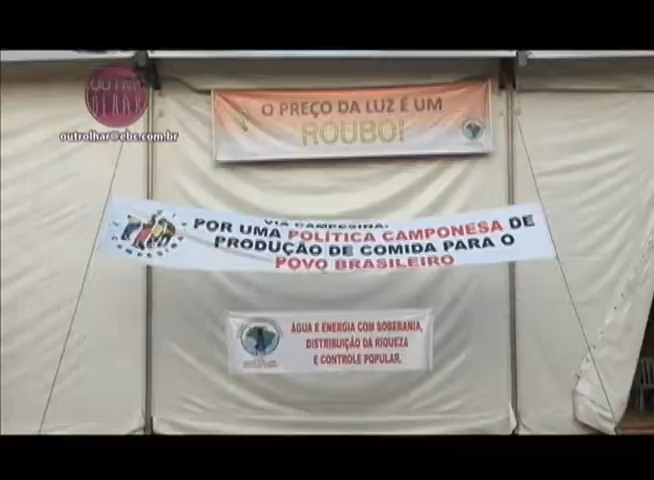 OUTRO
OLHAR
outrolhar@ebc.com.br
O PREÇO DA LUZ É UM
ROUBO!
VIA CAMPESINA:
POR UMA POLÍTICA CAMPONESA DE
PRODUÇÃO DE COMIDA PARA O
POVO BRASILEIRO
ÁGUA E ENERGIA COM SOBERANIA,
DISTRIBUIÇÃO DA RIQUEZA
E CONTROLE POPULAR.